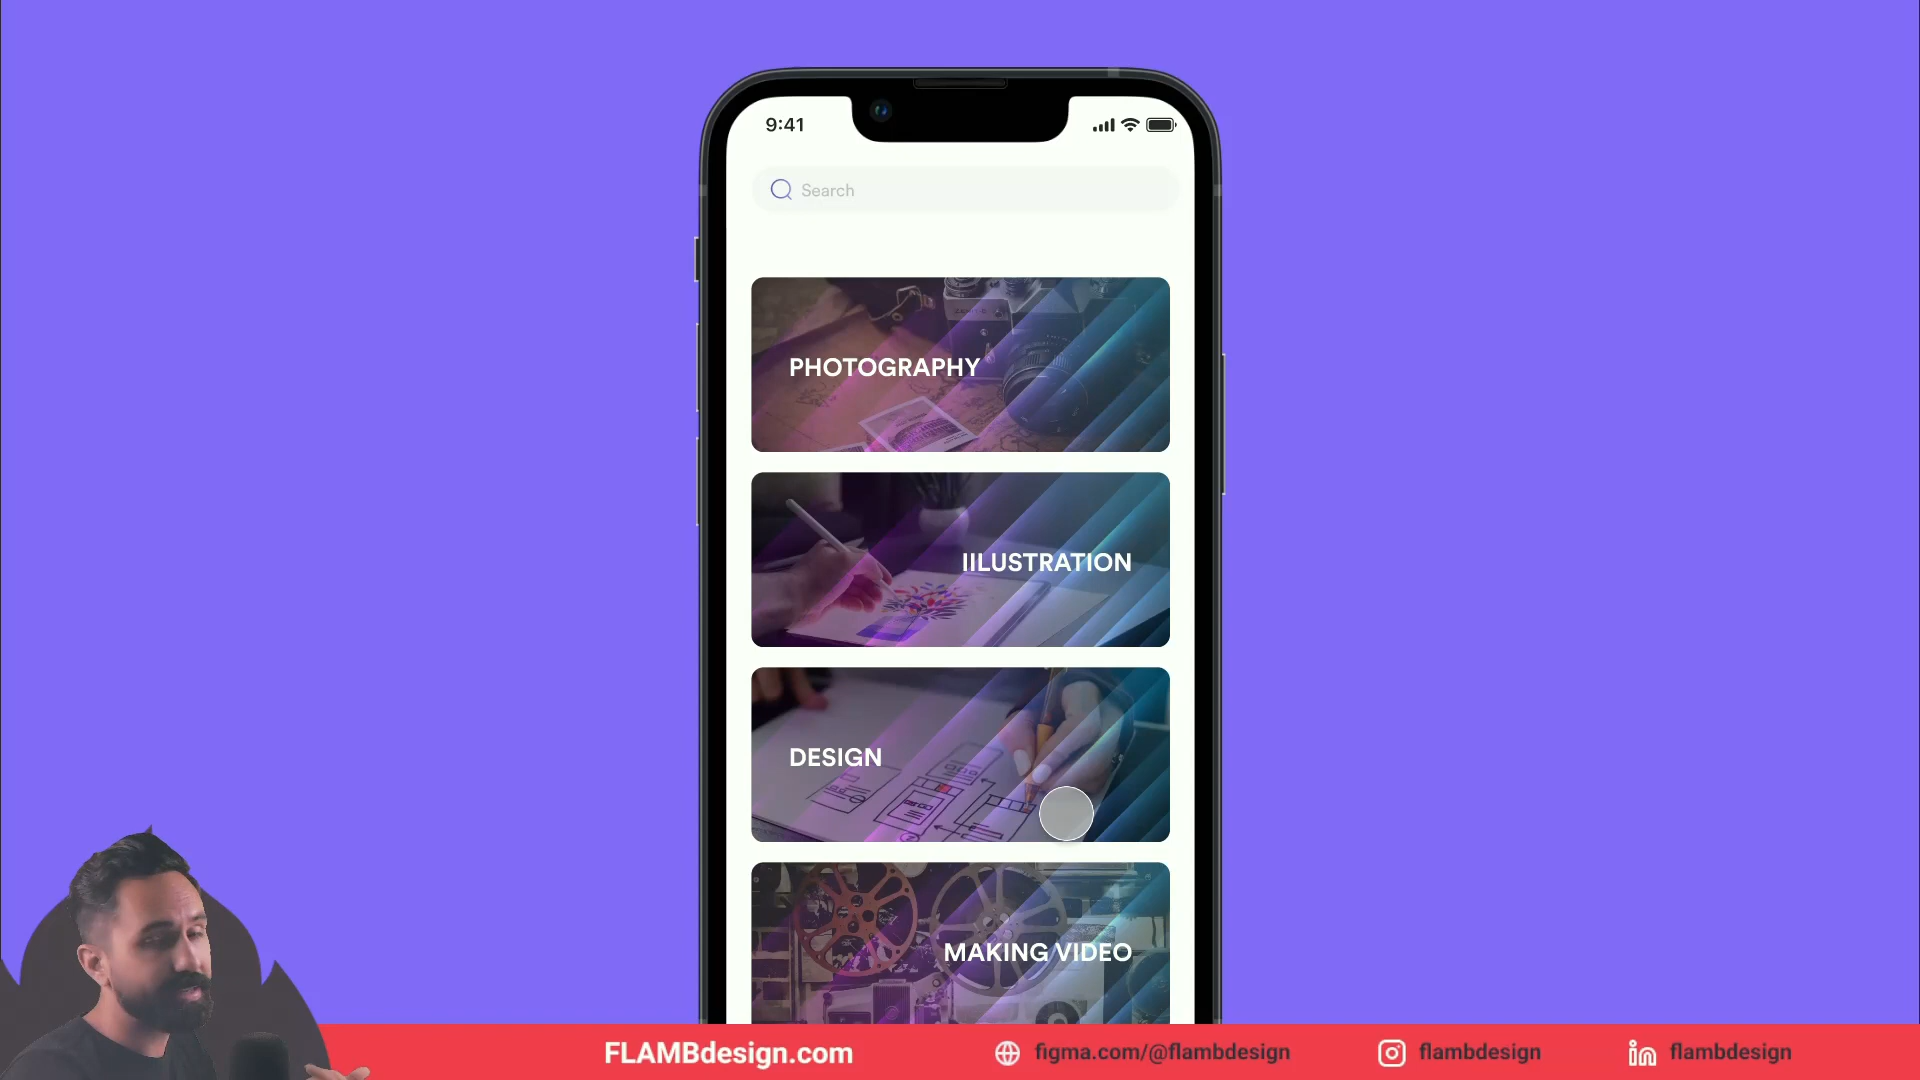 9:41
Search
PHOTOGRAPHY
IILUSTRATION
DESIGN
MAKING VIDEO
FLAMBdesign.com
figma.com/@flambdesign
flambdesign
flambdesign